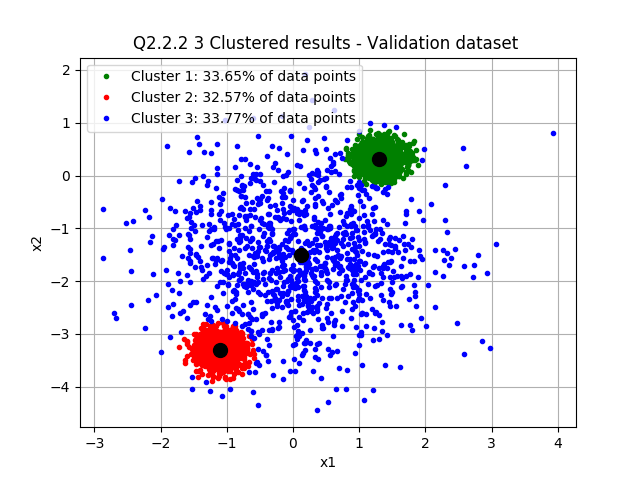 Q2.2.2 3 Clustered results - Validation dataset
Cluster 1: 33.65% of data points
Cluster 2: 32.57% of data points
Cluster 3: 33.77% of data points
x2
2
1
0
−1
−2
−3
−4
−3 −2 −1 0 1 2 3 4
x1